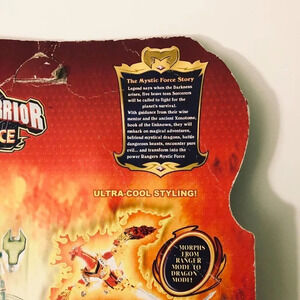 The Mystic Force Story
Legend says when the Darkness
arises, five brave teen Sorcerers
will be called to fight for the
planet's survival.
With guidance from their wise
mentor and the ancient Xenotome,
book of the Unknown, they will
embark on magical adventures,
befriend mystical dragons, battle
dangerous beasts, encounter pure
evil... and transform into the
power Rangers Mystic Force
RRIOR
CE
ULTRA-COOL STYLING!
MORPHS
FROM
RANGER
MODE TO
DRAGON
MODE!